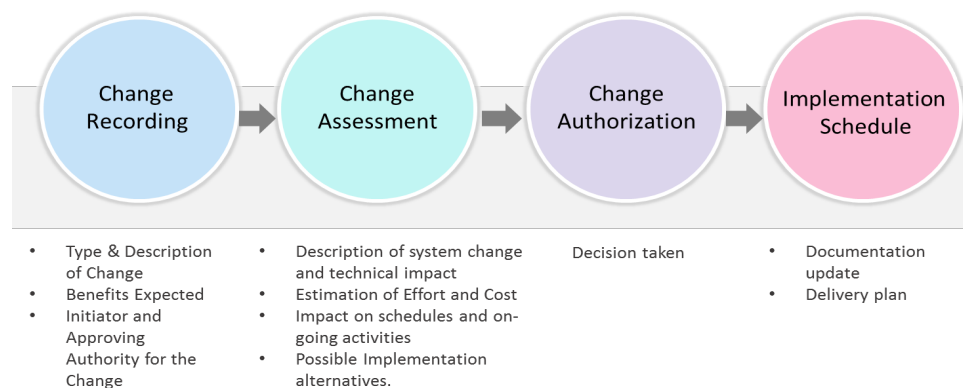 Change
Recording
Change
Assessment
Change
Authorization
Implementation
Schedule
• Type & Description
of Change
• Benefits Expected
• Initiator and
Approving
Authority for the
Change
• Description of system change
and technical impact
• Estimation of Effort and Cost
• Impact on schedules and on-
going activities
• Possible Implementation
alternatives.
Decision taken
• Documentation
update
• Delivery plan